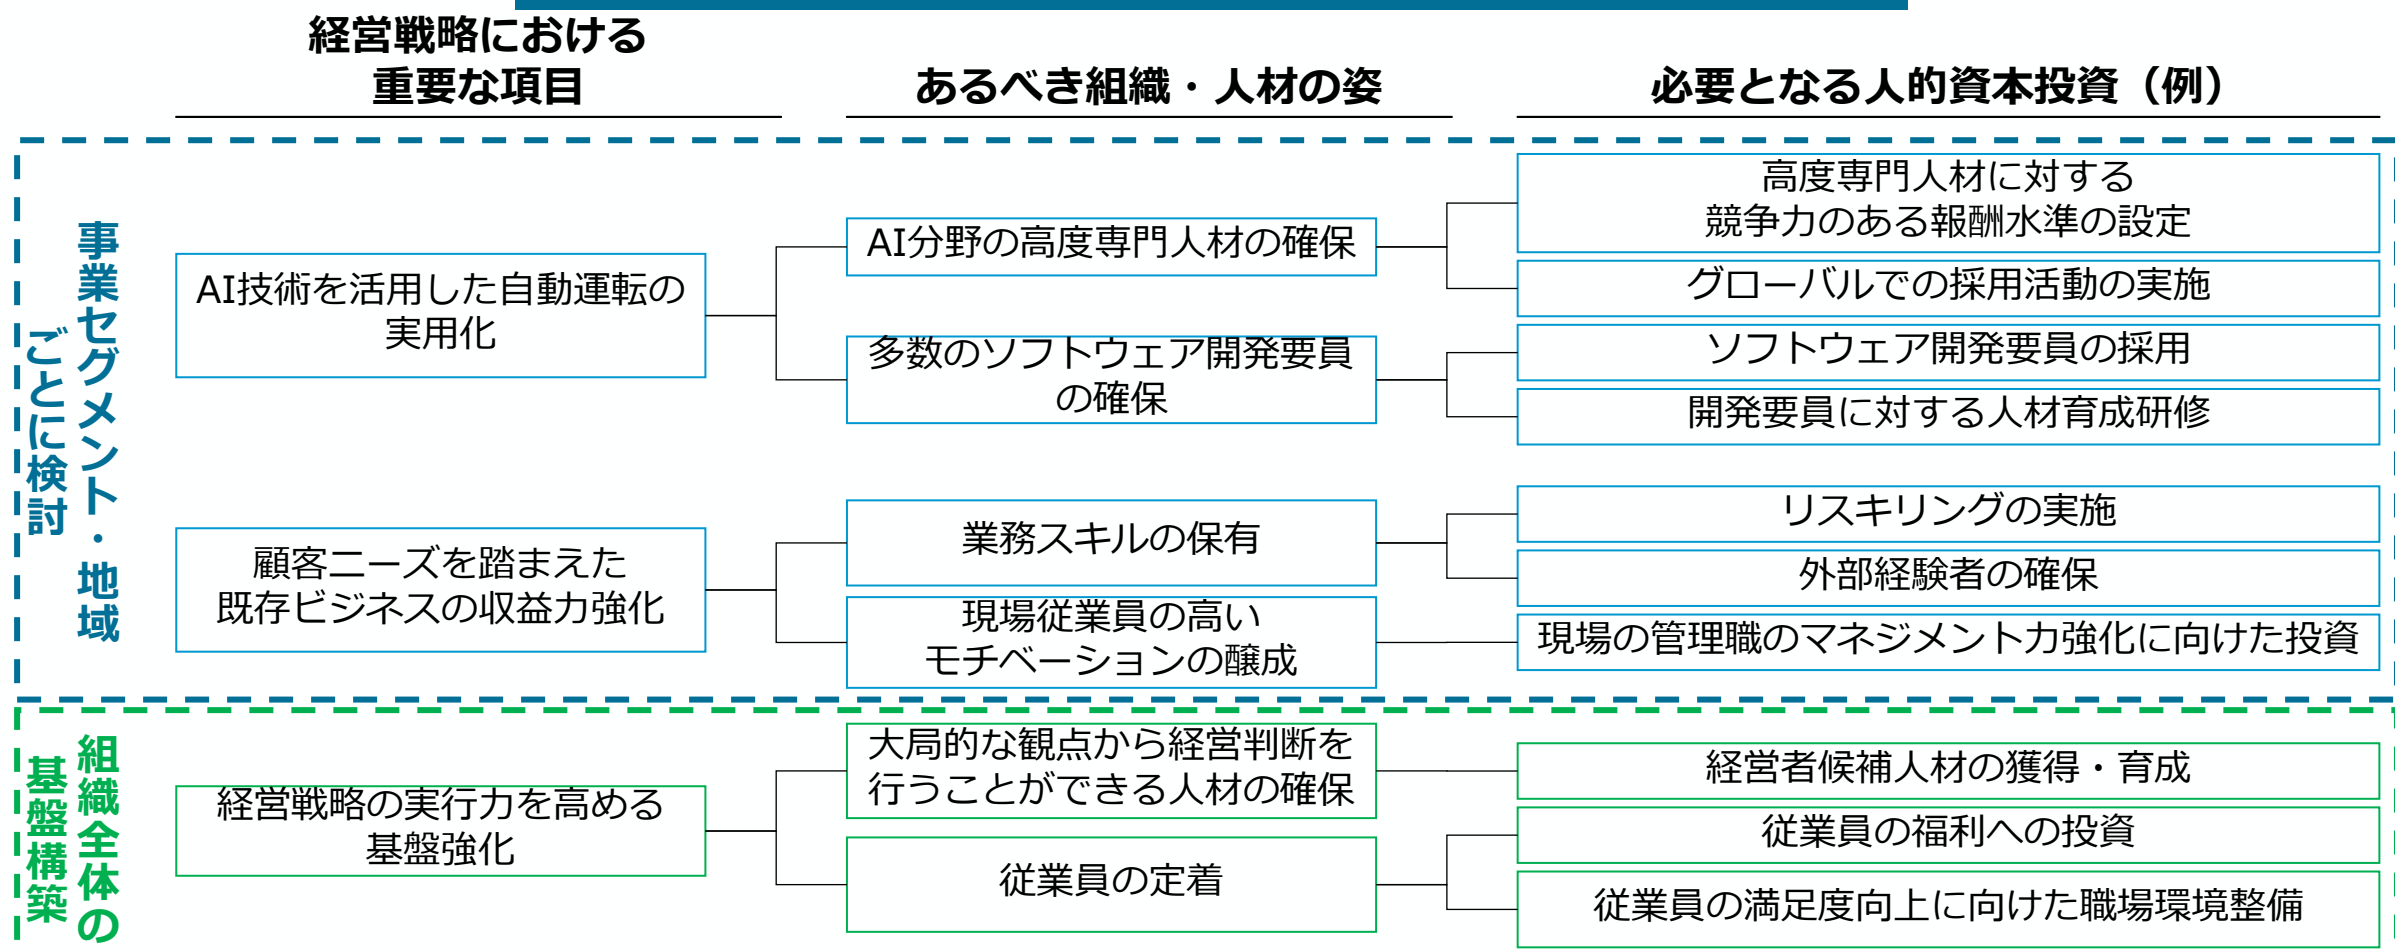 経営戦略における
重要な項目
あるべき組織・人材の姿
必要となる人的資本投資（例）
事業セグメント・地域
ごとに検討
AI技術を活用した自動運転の
実用化
AI分野の高度専門人材の確保
高度専門人材に対する
競争力のある報酬水準の設定
グローバルでの採用活動の実施
多数のソフトウェア開発要員
の確保
ソフトウェア開発要員の採用
開発要員に対する人材育成研修
顧客ニーズを踏まえた
既存ビジネスの収益力強化
業務スキルの保有
リスキリングの実施
外部経験者の確保
現場従業員の高い
モチベーションの醸成
現場の管理職のマネジメント力強化に向けた投資
組織全体の
基盤構築
経営戦略の実行力を高める
基盤強化
大局的な観点から経営判断を
行うことができる人材の確保
経営者候補人材の獲得・育成
従業員の定着
従業員の福利への投資
従業員の満足度向上に向けた職場環境整備